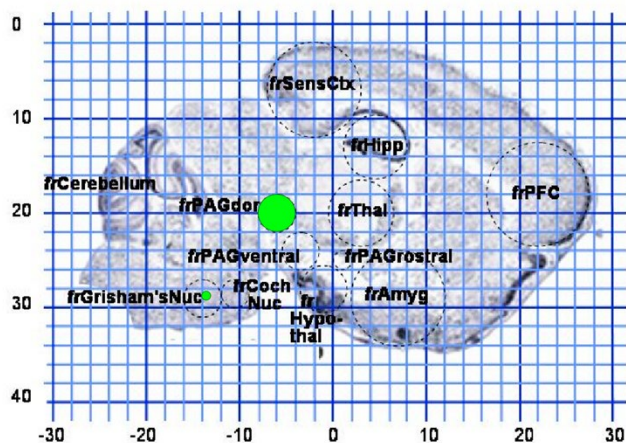 0
frSensCtx
10
frHipp
frCerebellum
frPFC
frPAGdor
frThal
20
frPAGventral
frPAGrostral
frGrisham'sNuc
frCoch
Nuc
frAmyg
30
fr
Hypo-
thal
40
-30 -20 -10 0 10 20 30